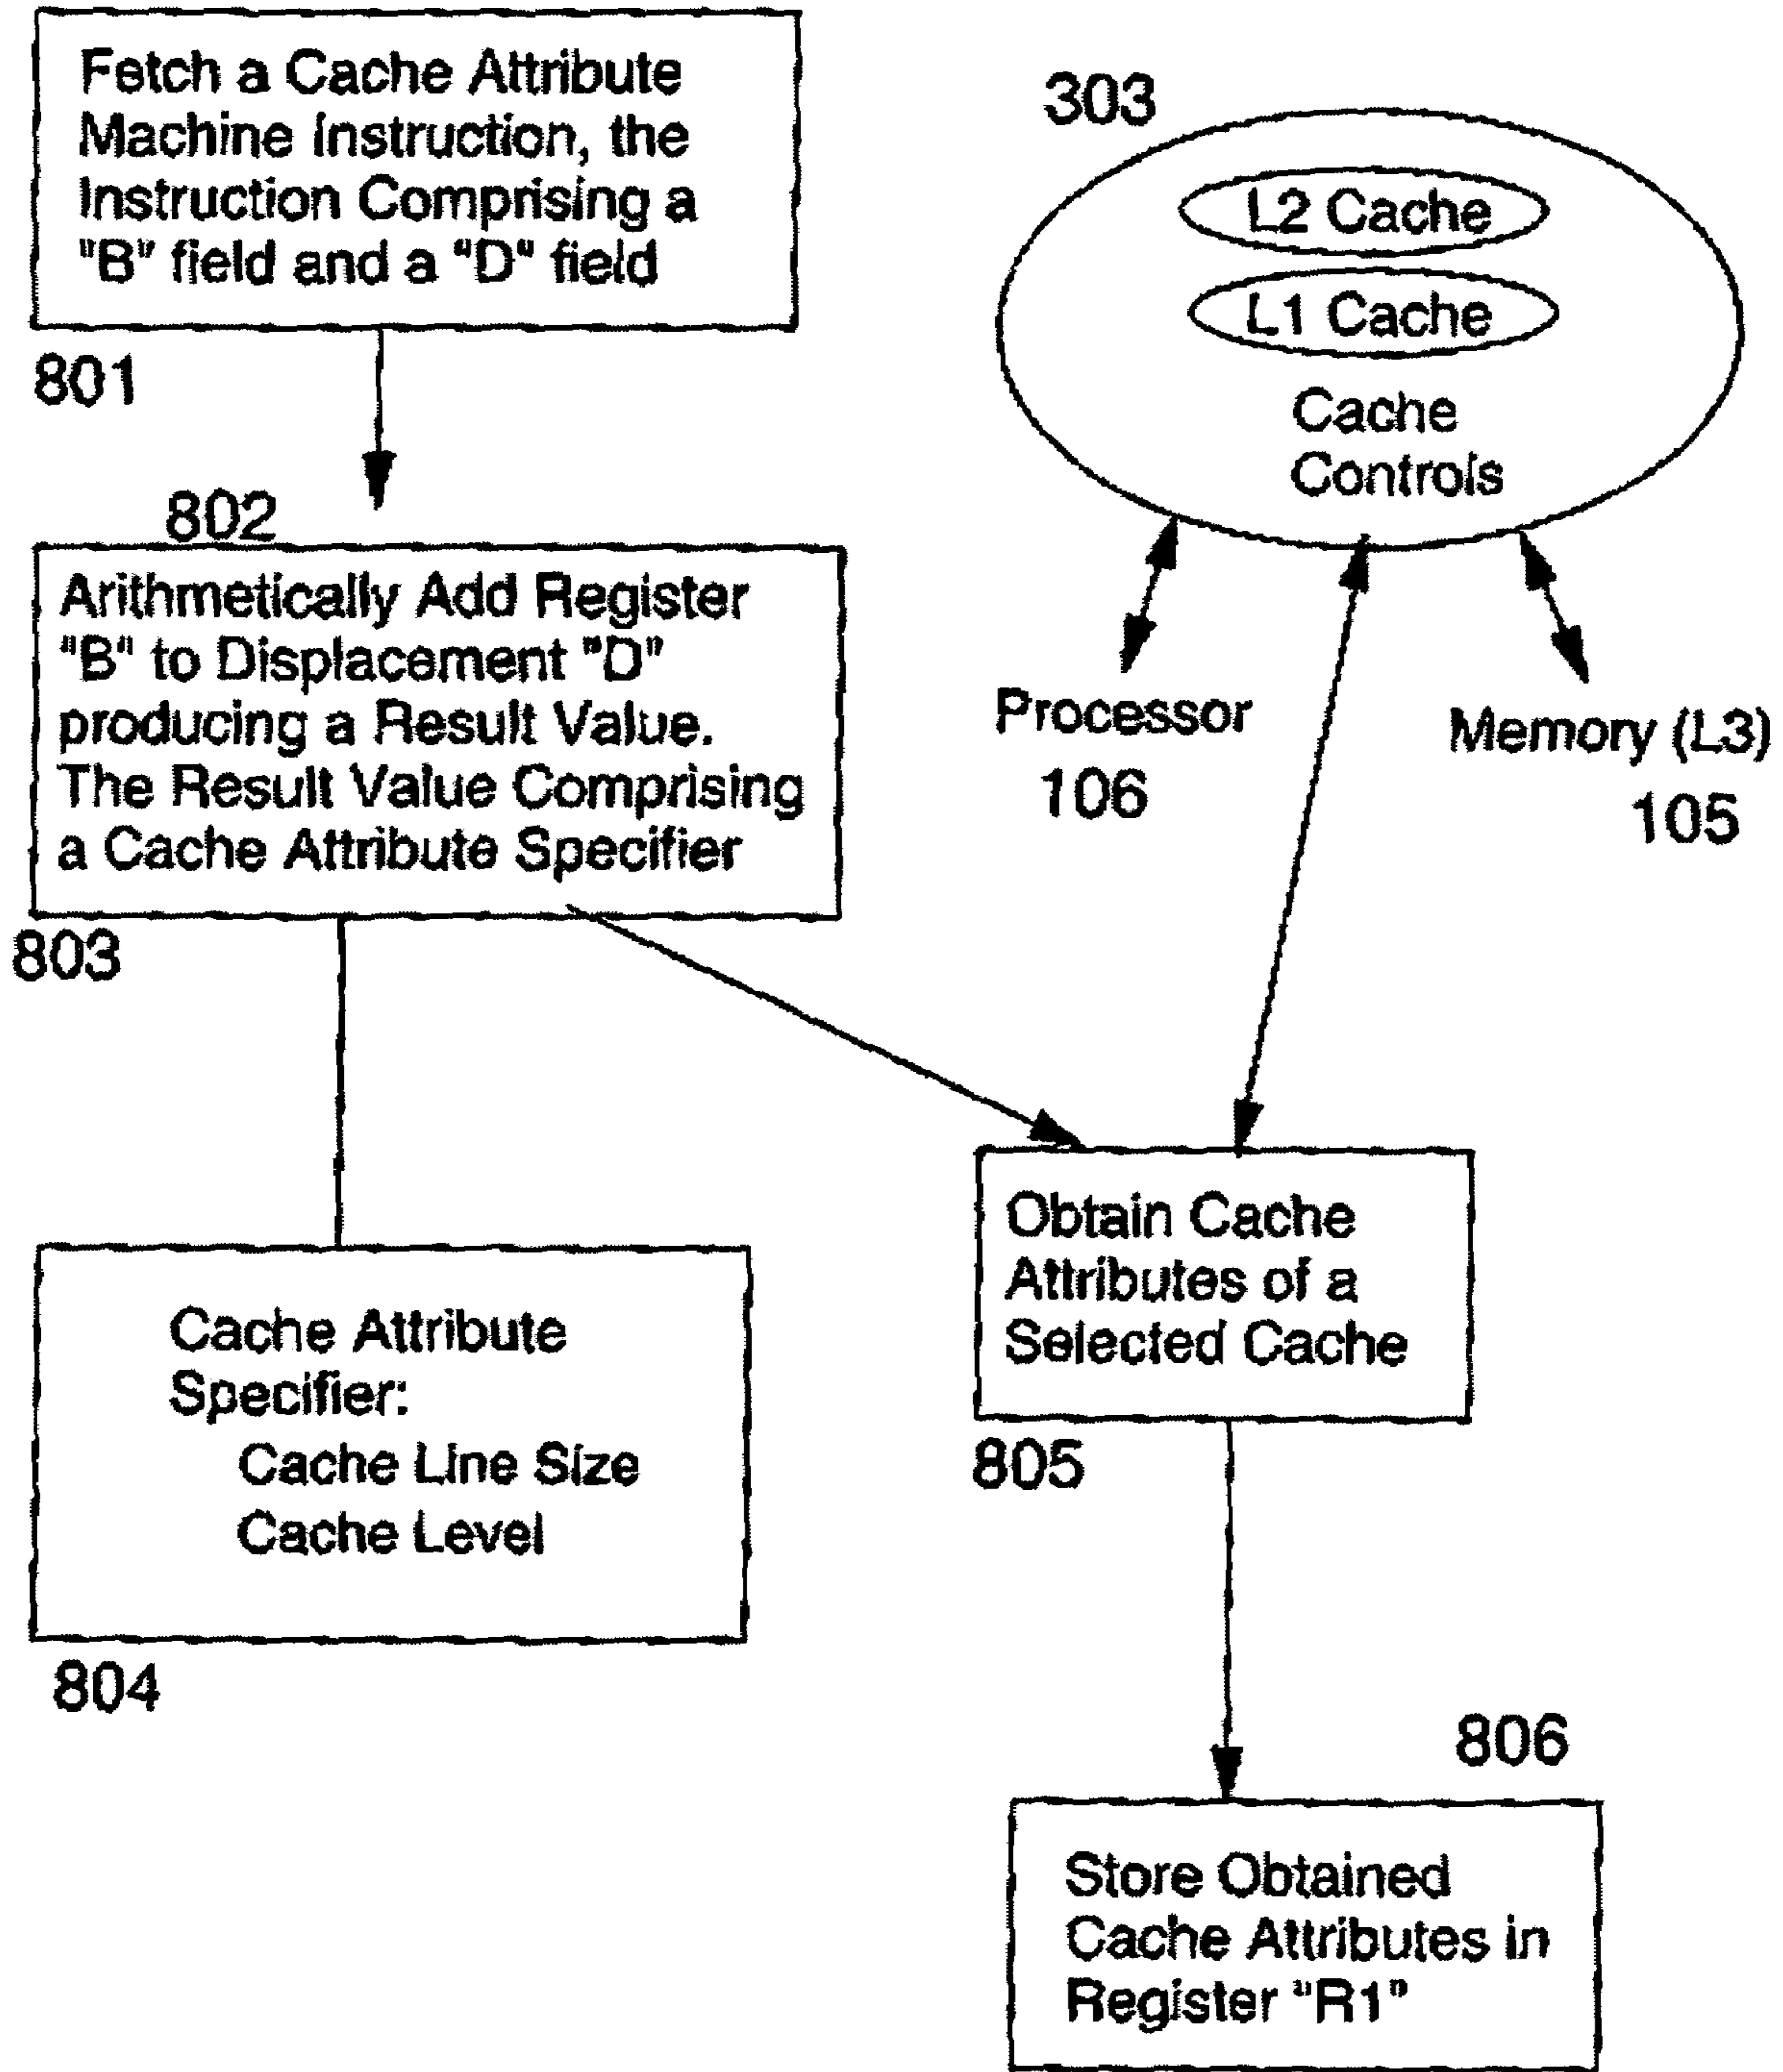 Fetch a Cache Attribute
Machine Instruction, the
Instruction Comprising a
"B" field and a "D" field
801
802
Arithmetically Add Register
"B" to Displacement "D"
producing a Result Value.
The Result Value Comprising
a Cache Attribute Specifier
803
Cache Attribute
Specifier:
Cache Line Size
Cache Level
804
303
L2 Cache
L1 Cache
Cache
Controls
Processor
106
Memory (L3)
105
Obtain Cache
Attributes of a
Selected Cache
805
806
Store Obtained
Cache Attributes in
Register "R1"